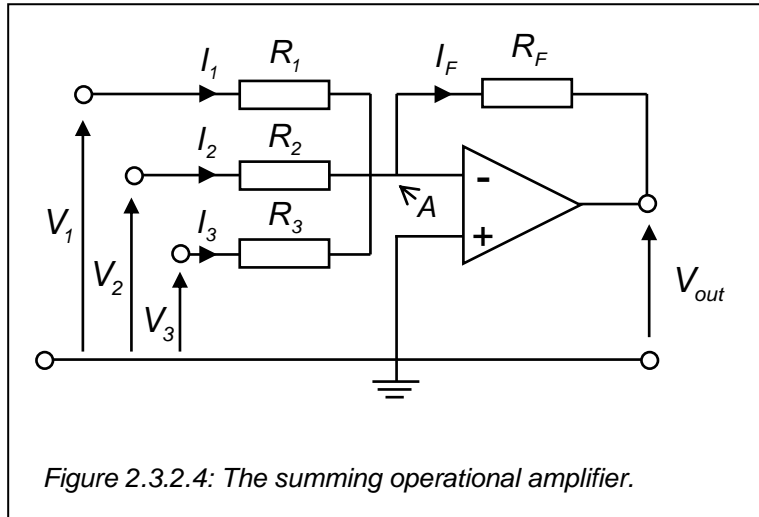 I1 R1 IF RF
I2 R2
- A
I3 R3 +
V1 V2 V3 Vout
Figure 2.3.2.4: The summing operational amplifier.